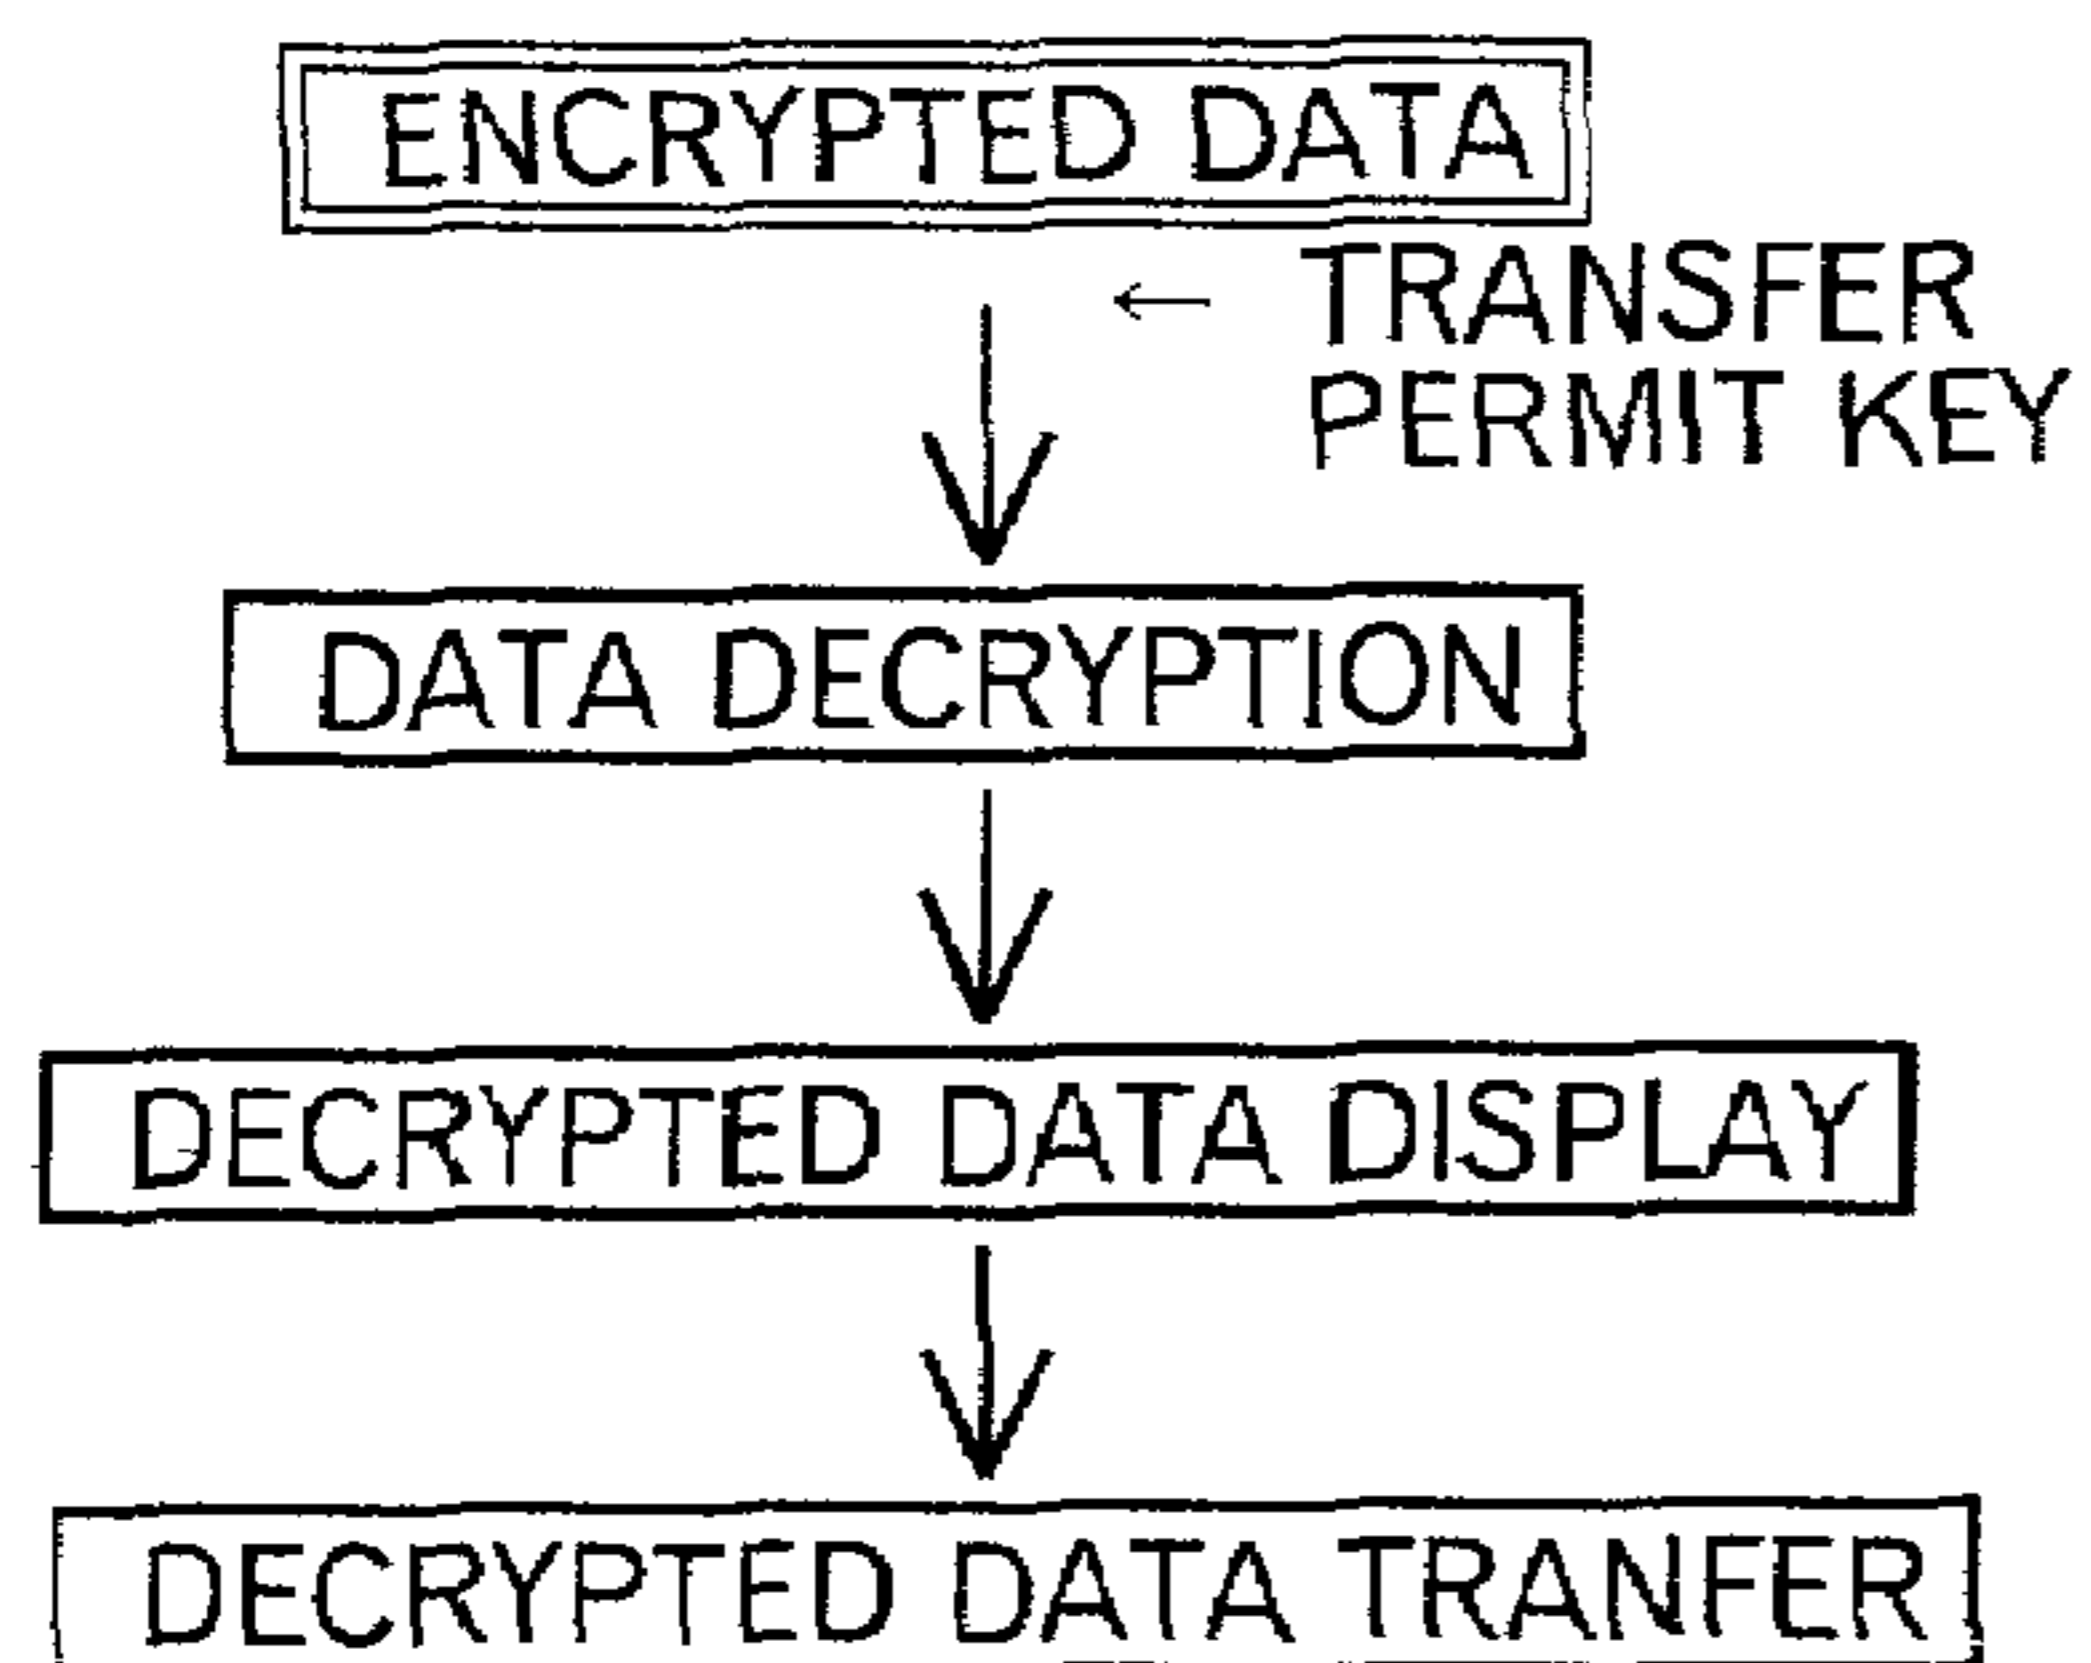 ENCRYPTED DATA
TRANSFER
PERMIT KEY
DATA DECRYPTION
DECRYPTED DATA DISPLAY
DECRYPTED DATA TRANFER